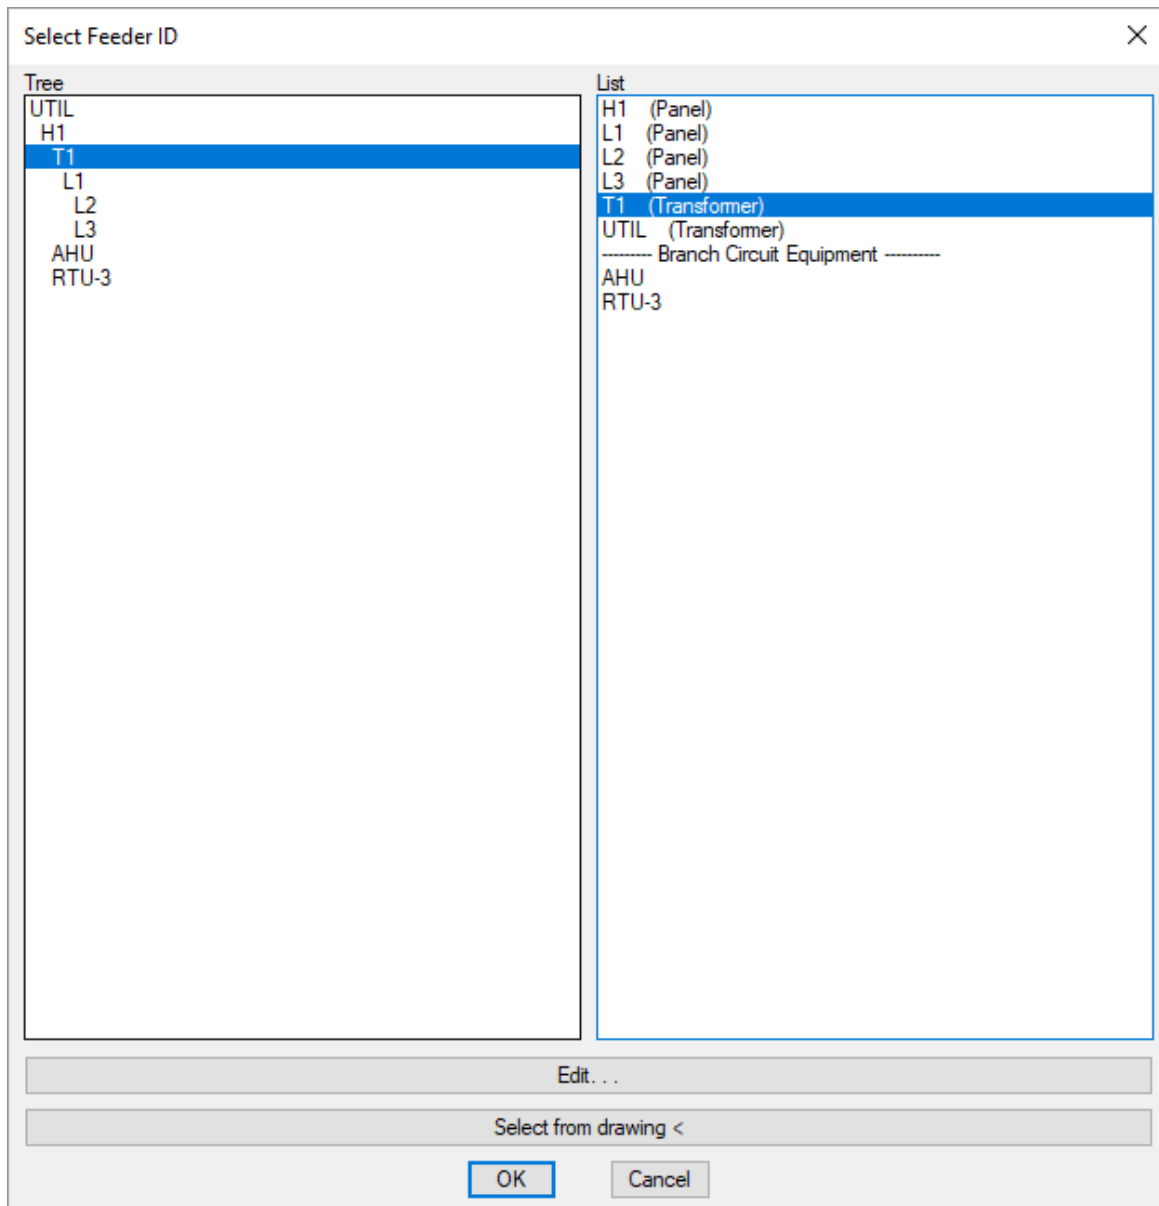 Select Feeder ID
Tree
UTIL
H1
T1
L1
L2
L3
AHU
RTU-3
List
H1 (Panel)
L1 (Panel)
L2 (Panel)
L3 (Panel)
T1 (Transformer)
UTIL (Transformer)
--------- Branch Circuit Equipment ----------
AHU
RTU-3
Edit. . .
Select from drawing <
OK
Cancel